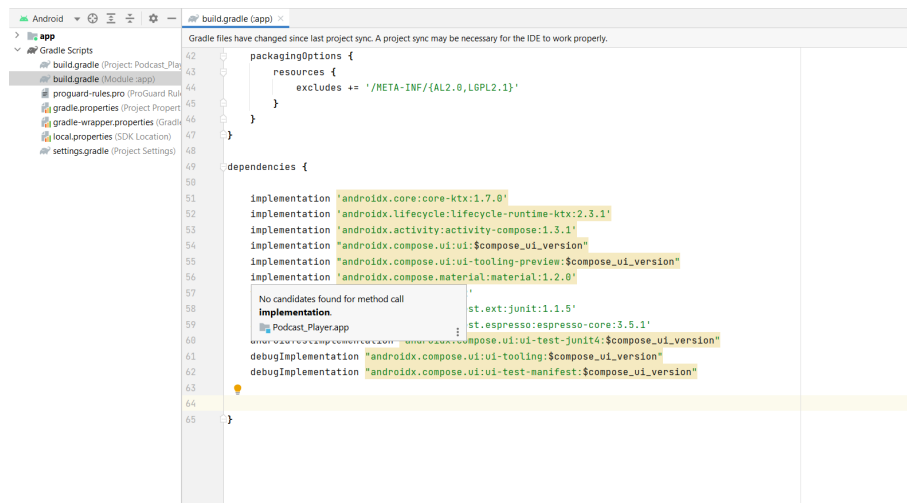 Android
build.gradle (:app)
Gradle files have changed since last project sync. A project sync may be necessary for the IDE to work properly.
app
Gradle Scripts
build.gradle (Project: Podcast_Play
build.gradle (Module :app)
proguard-rules.pro (ProGuard Rul
gradle.properties (Project Propert
gradle-wrapper.properties (Gradl
local.properties (SDK Location)
settings.gradle (Project Settings)
42 packagingOptions {
43 resources {
44 excludes += '/META-INF/{AL2.0,LGPL2.1}'
45 }
46 }
47 }
48
49 dependencies {
50
51 implementation 'androidx.core:core-ktx:1.7.0'
52 implementation 'androidx.lifecycle:lifecycle-runtime-ktx:2.3.1'
53 implementation 'androidx.activity:activity-compose:1.3.1'
54 implementation "androidx.compose.ui:ui:$compose_ui_version"
55 implementation "androidx.compose.ui:ui-tooling-preview:$compose_ui_version"
56 implementation 'androidx.compose.material:material:1.2.0'
57 '
58 st.ext:junit:1.1.5'
59 st.espresso:espresso-core:3.5.1'
No candidates found for method call
implementation.
Podcast_Player.app
60 androidTestImplementation "androidx.compose.ui:ui-test-junit4:$compose_ui_version"
61 debugImplementation "androidx.compose.ui:ui-tooling:$compose_ui_version"
62 debugImplementation "androidx.compose.ui:ui-test-manifest:$compose_ui_version"
63
64
65 }